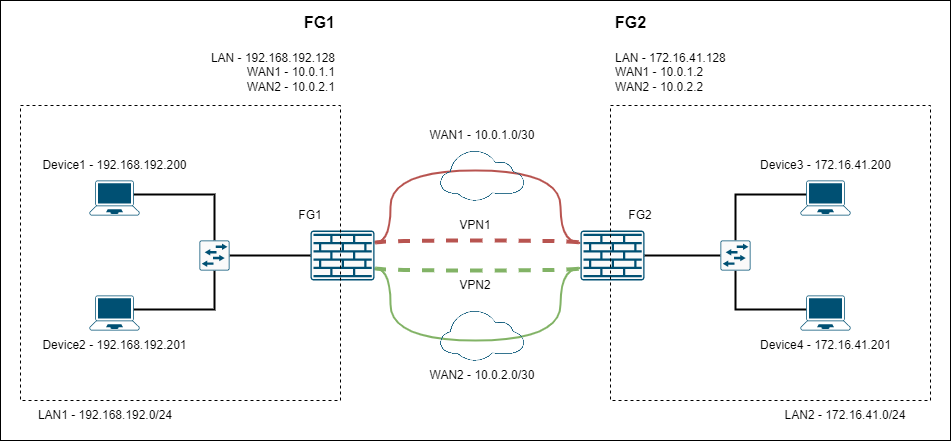 FG1
FG2
LAN - 192.168.192.128
WAN1 - 10.0.1.1
WAN2 - 10.0.2.1
LAN - 172.16.41.128
WAN1 - 10.0.1.2
WAN2 - 10.0.2.2
WAN1 - 10.0.1.0/30
Device1 - 192.168.192.200
Device3 - 172.16.41.200
FG1
VPN1
FG2
VPN2
Device2 - 192.168.192.201
Device4 - 172.16.41.201
WAN2 - 10.0.2.0/30
LAN1 - 192.168.192.0/24
LAN2 - 172.16.41.0/24